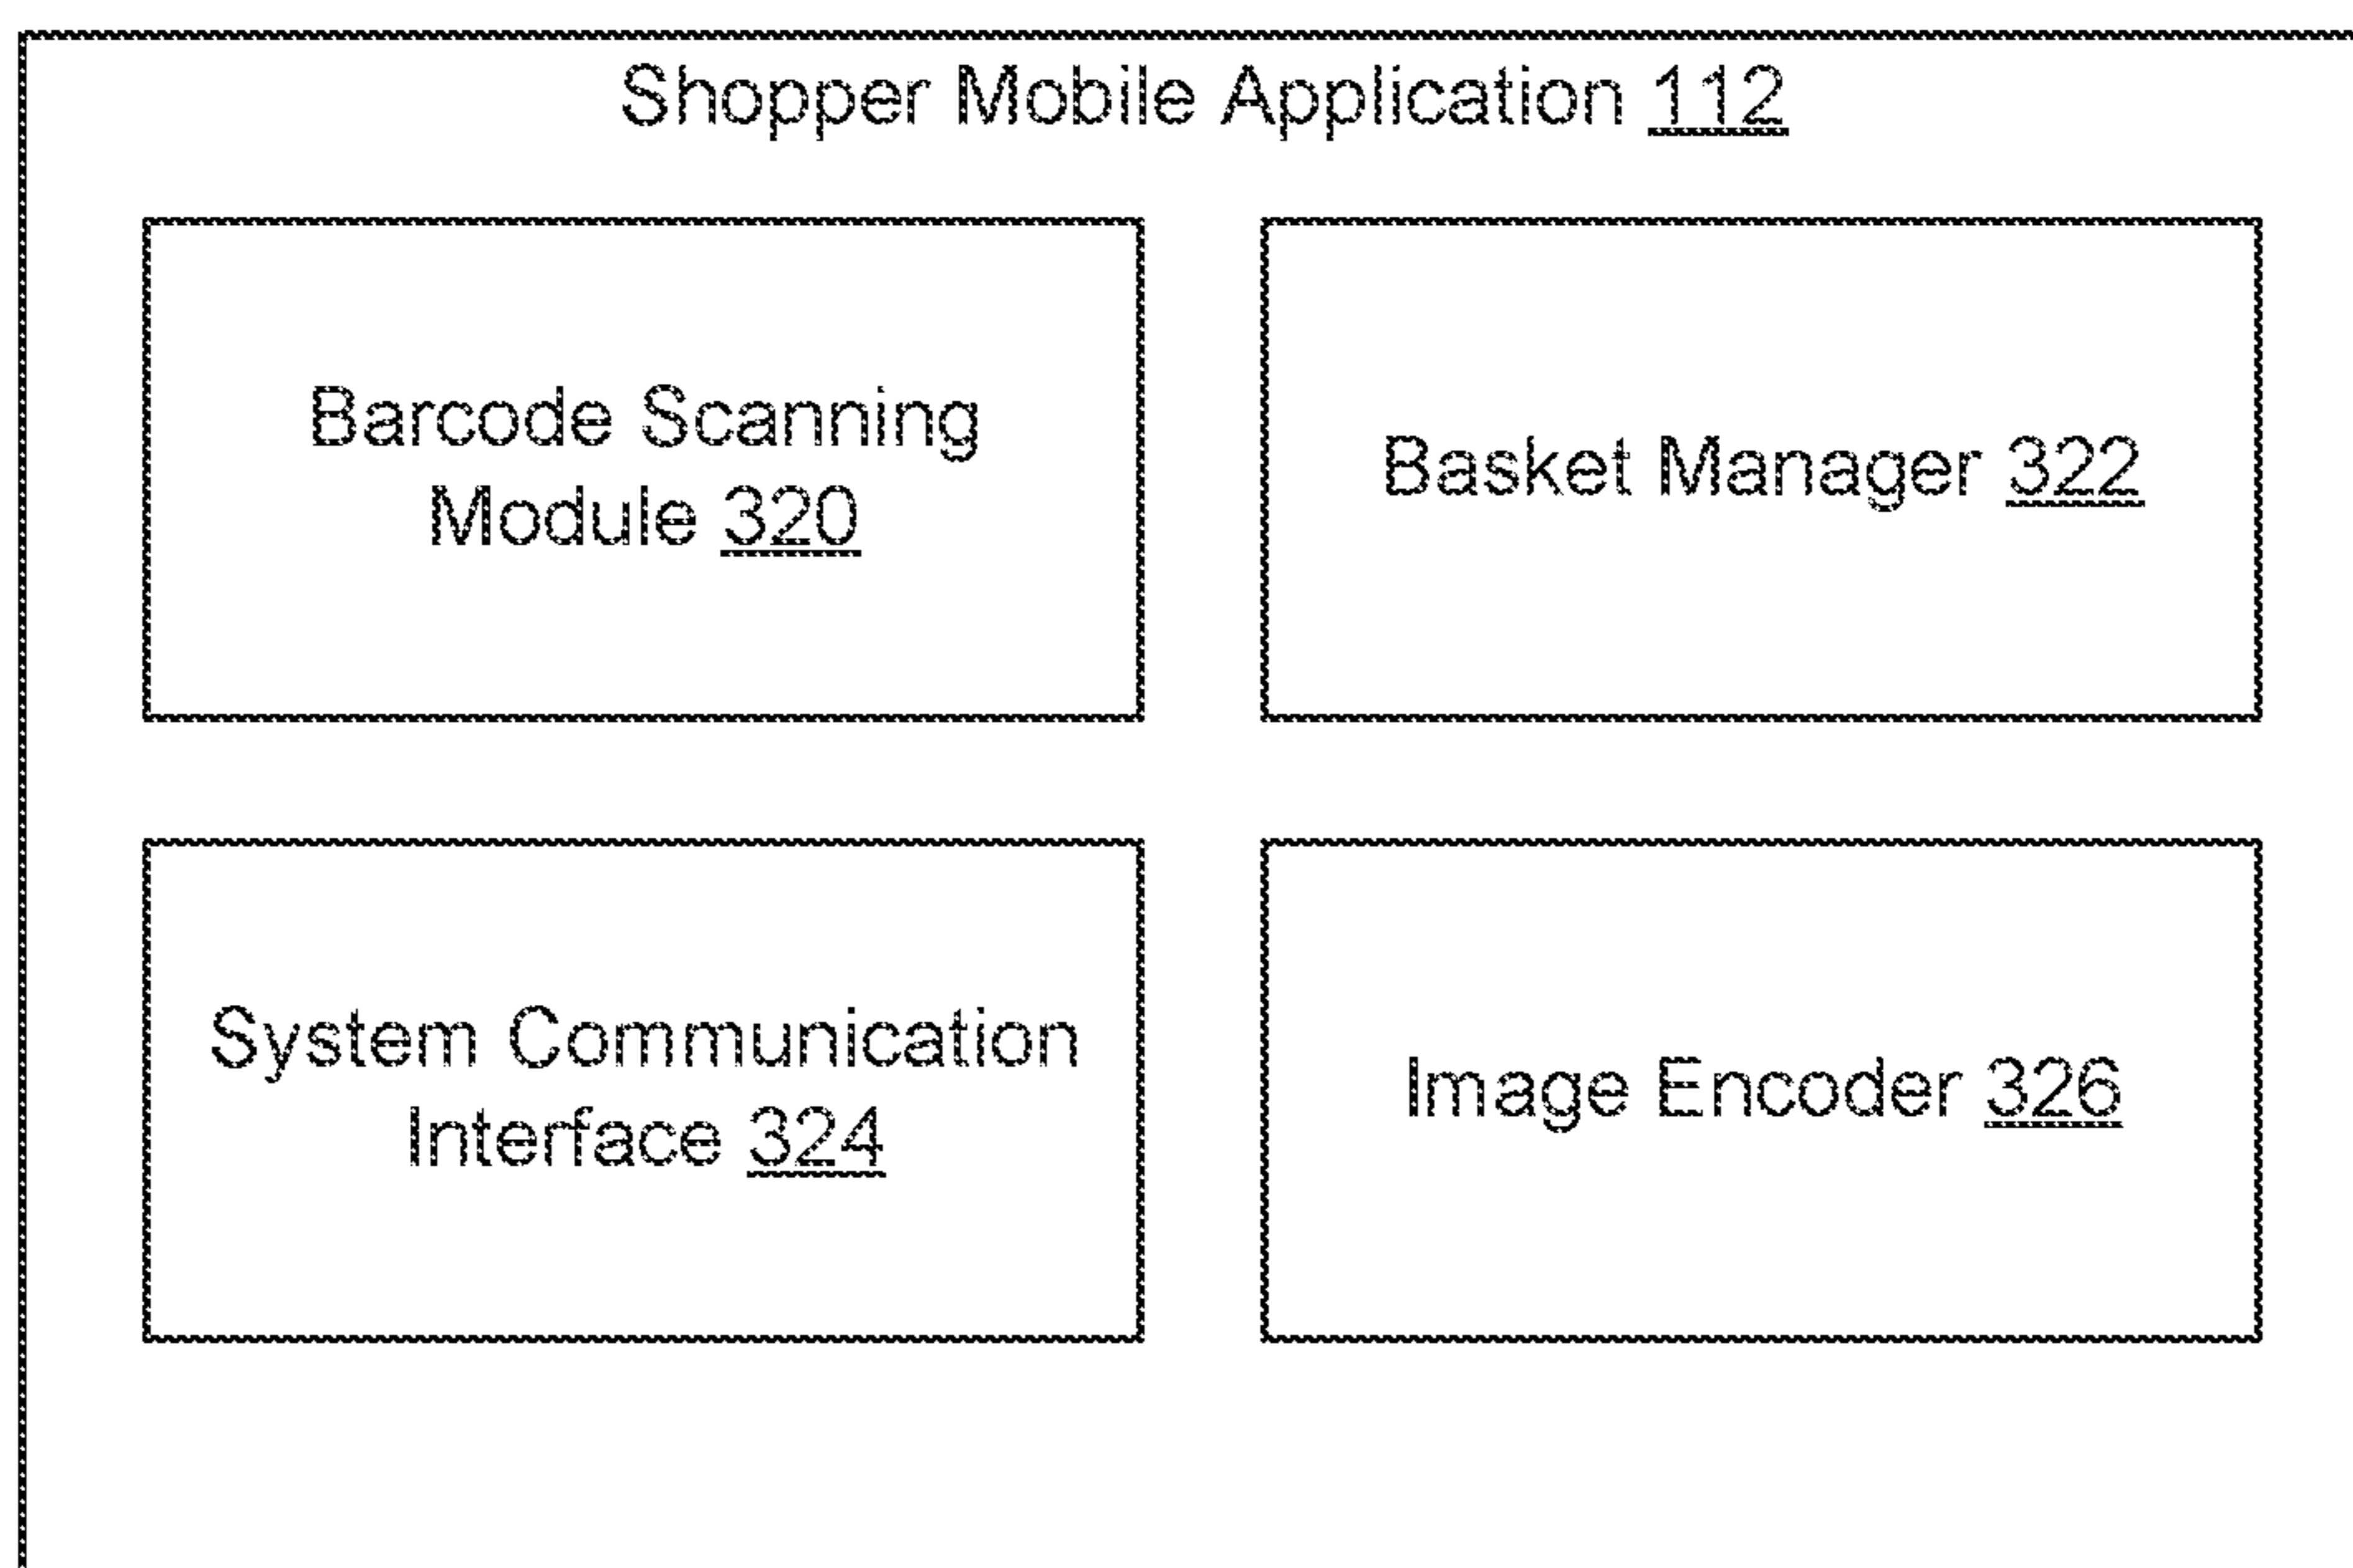 Shopper Mobile Application 112
Barcode Scanning
Module 320
Basket Manager 322
System Communication
Interface 324
Image Encoder 326